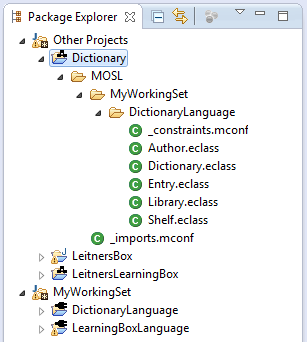 Package Explorer
Other Projects
Dictionary
MOSL
MyWorkingSet
DictionaryLanguage
_constraints.mconf
Author.eclass
Dictionary.eclass
Entry.eclass
Library.eclass
Shelf.eclass
_imports.mconf
LeitnersBox
LeitnersLearningBox
MyWorkingSet
DictionaryLanguage
LearningBoxLanguage